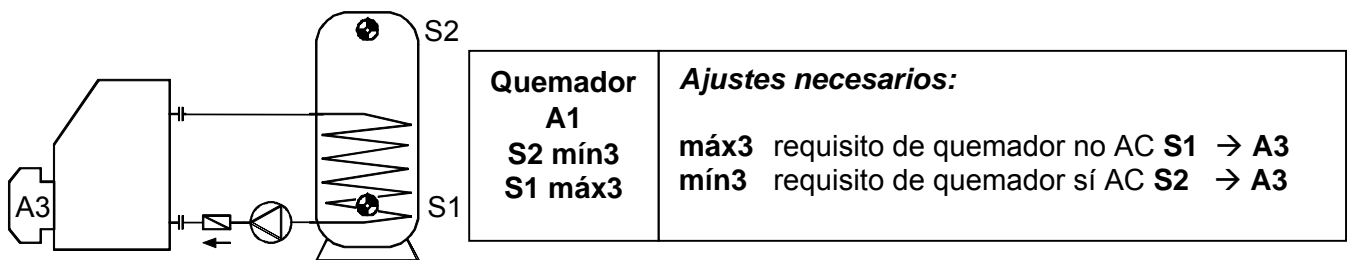 S2
A3
S1
Quemador
A1
S2 mín3
S1 máx3
Ajustes necesarios:
máx3 requisito de quemador no AC S1 → A3
mín3 requisito de quemador sí AC S2 → A3